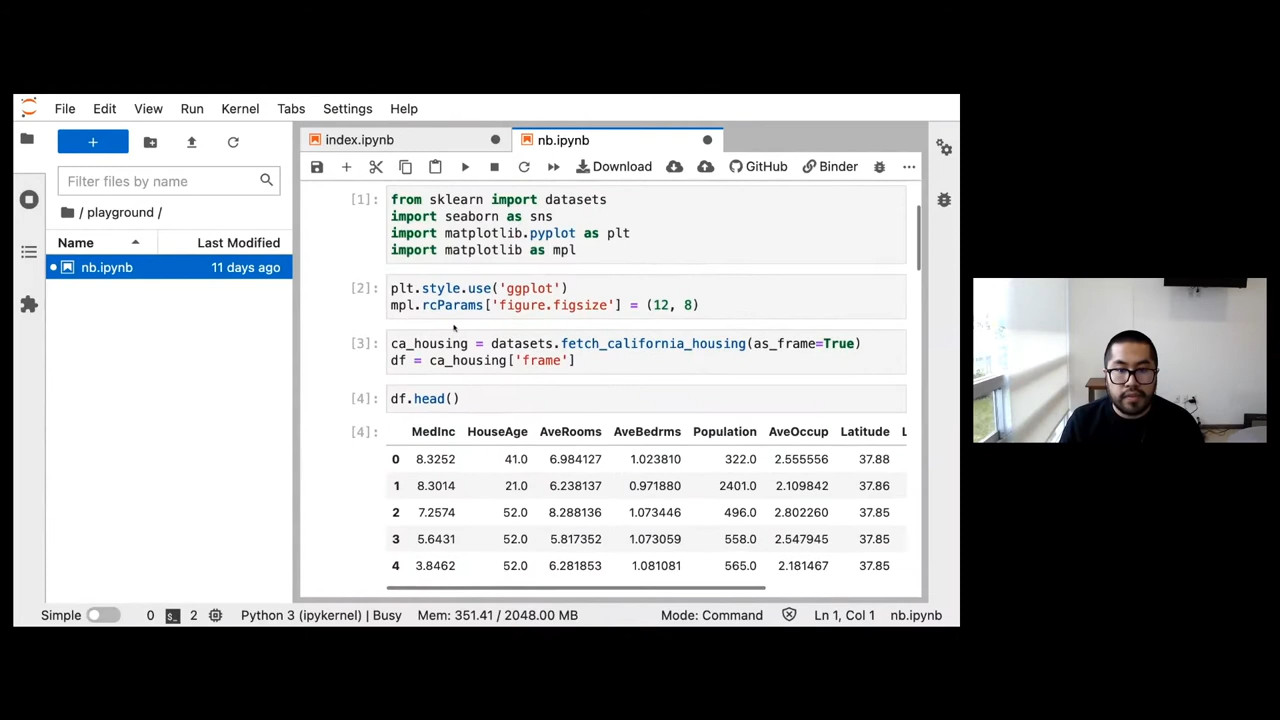 File Edit View Run Kernel Tabs Settings Help
index.ipynb nb.ipynb
Download GitHub Binder
Filter files by name
/ playground /
Name Last Modified
nb.ipynb 11 days ago
[1]: from sklearn import datasets
import seaborn as sns
import matplotlib.pyplot as plt
import matplotlib as mpl
[2]: plt.style.use('ggplot')
mpl.rcParams['figure.figsize'] = (12, 8)
[3]: ca_housing = datasets.fetch_california_housing(as_frame=True)
df = ca_housing['frame']
[4]: df.head()
[4]: MedInc HouseAge AveRooms AveBedrms Population AveOccup Latitude L
0 8.3252 41.0 6.984127 1.023810 322.0 2.555556 37.88
1 8.3014 21.0 6.238137 0.971880 2401.0 2.109842 37.86
2 7.2574 52.0 8.288136 1.073446 496.0 2.802260 37.85
3 5.6431 52.0 5.817352 1.073059 558.0 2.547945 37.85
4 3.8462 52.0 6.281853 1.081081 565.0 2.181467 37.85
Simple 0 2 Python 3 (ipykernel) | Busy Mem: 351.41 / 2048.00 MB Mode: Command Ln 1, Col 1 nb.ipynb